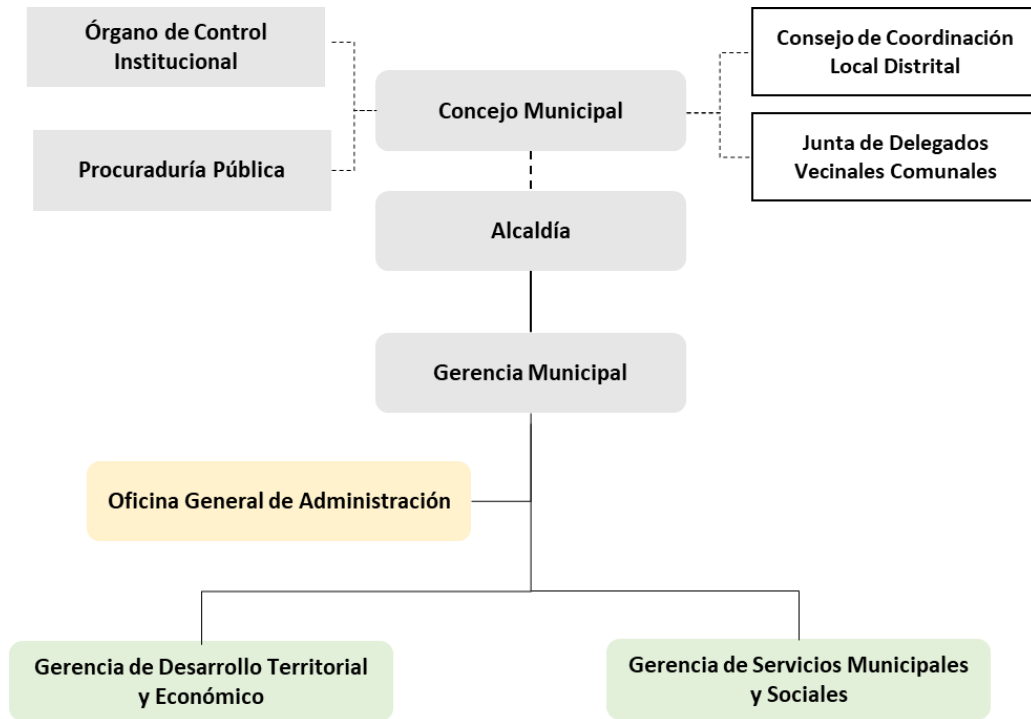 Órgano de Control
Institucional
Consejo de Coordinación
Local Distrital
Concejo Municipal
Procuraduría Pública
Junta de Delegados
Vecinales Comunales
Alcaldía
Gerencia Municipal
Oficina General de Administración
Gerencia de Desarrollo Territorial
y Económico
Gerencia de Servicios Municipales
y Sociales